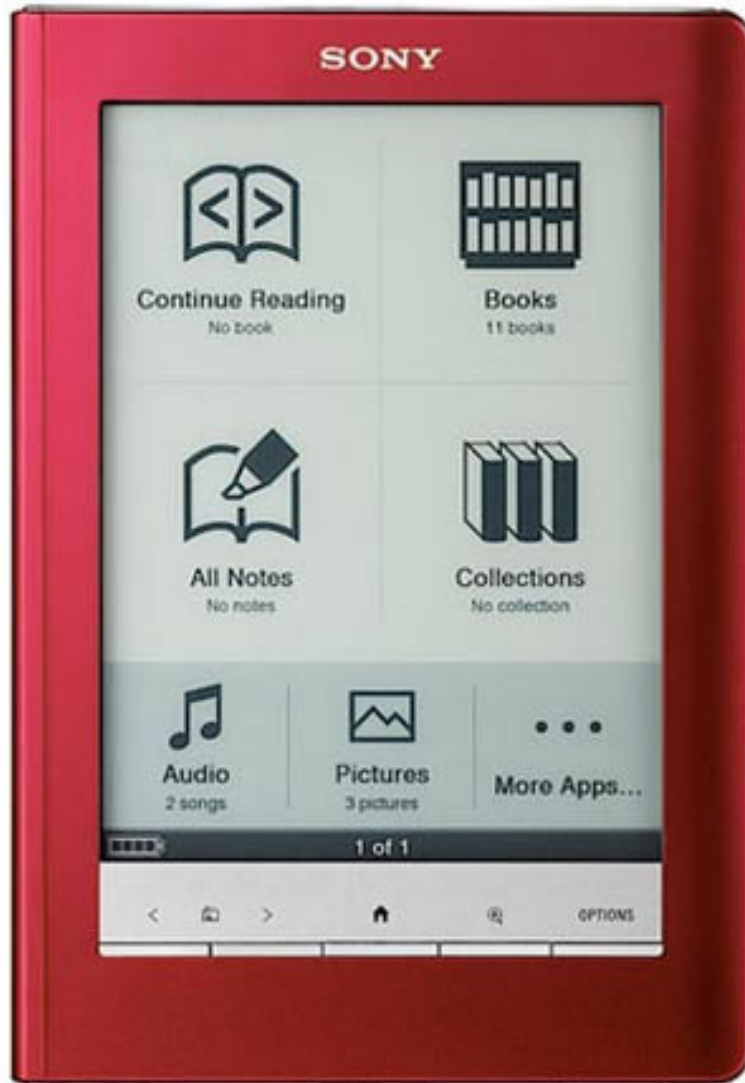 SONY
Continue Reading
No book
Books
11 books
All Notes
No notes
Collections
No collection
Audio
2 songs
Pictures
3 pictures
More Apps...
1 of 1
OPTIONS